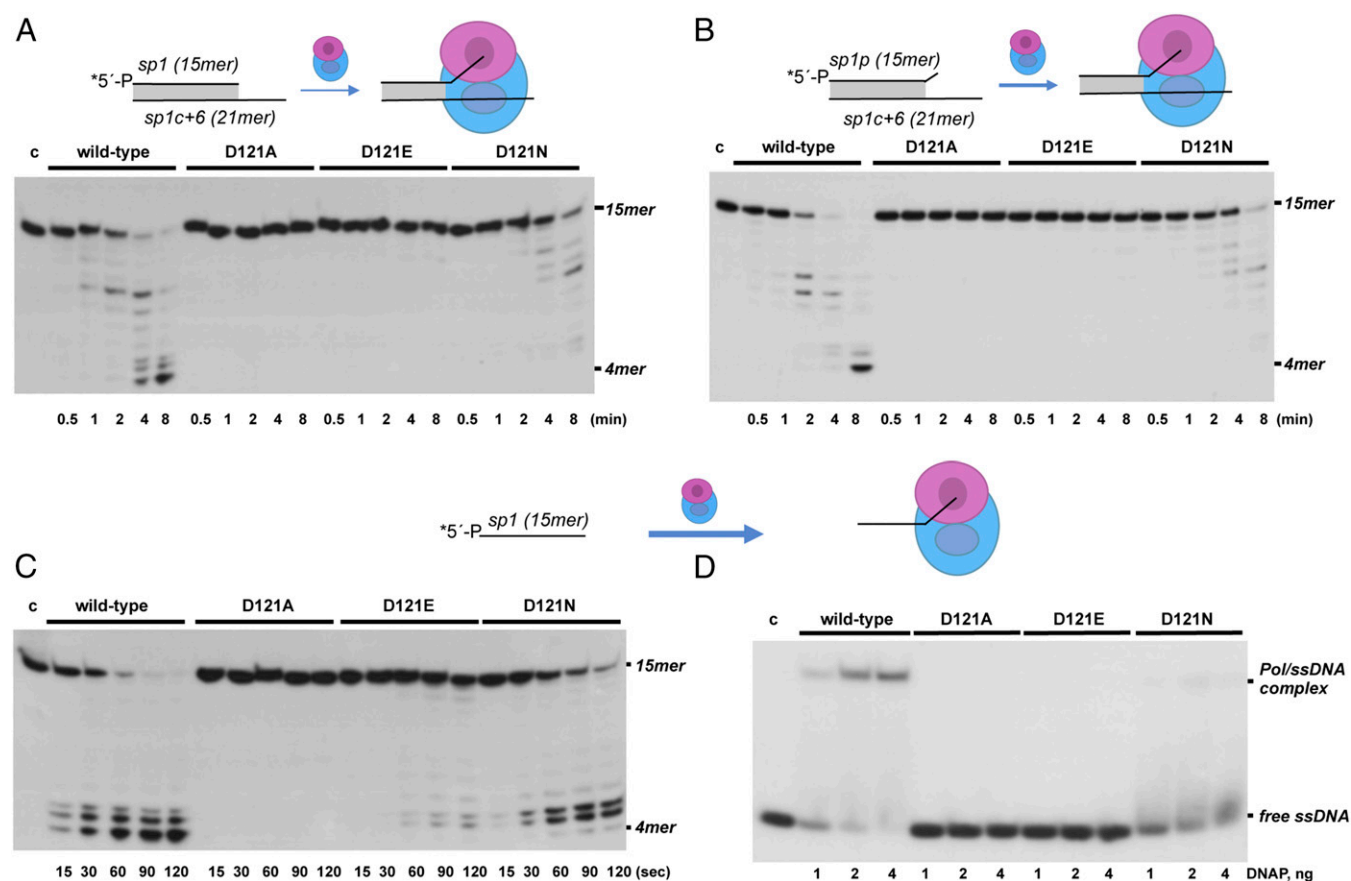 A
*5´-P
sp1 (15mer)
sp1c+6 (21mer)
c wild-type D121A D121E D121N
15mer
4mer
0.5 1 2 4 8 0.5 1 2 4 8 0.5 1 2 4 8 0.5 1 2 4 8 (min)
B
*5´-P
sp1p (15mer)
sp1c+6 (21mer)
c wild-type D121A D121E D121N
15mer
4mer
0.5 1 2 4 8 0.5 1 2 4 8 0.5 1 2 4 8 0.5 1 2 4 8 (min)
*5´-P
sp1 (15mer)
C
c wild-type D121A D121E D121N
15mer
4mer
15 30 60 90 120 15 30 60 90 120 15 30 60 90 120 15 30 60 90 120 (sec)
D
c wild-type D121A D121E D121N
Pol/ssDNA
complex
free ssDNA
1 2 4 1 2 4 1 2 4 1 2 4 DNAP, ng